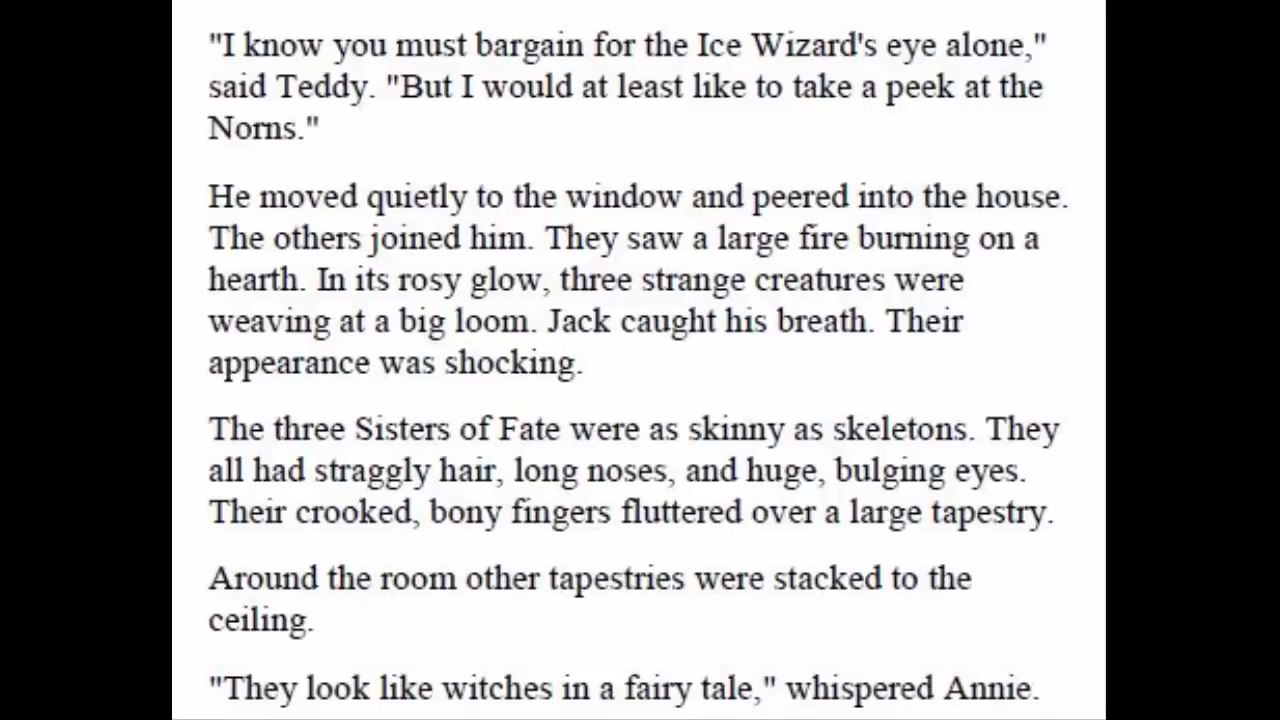 "I know you must bargain for the Ice Wizard's eye alone,"
said Teddy. "But I would at least like to take a peek at the
Norns."
He moved quietly to the window and peered into the house.
The others joined him. They saw a large fire burning on a
hearth. In its rosy glow, three strange creatures were
weaving at a big loom. Jack caught his breath. Their
appearance was shocking.
The three Sisters of Fate were as skinny as skeletons. They
all had straggly hair, long noses, and huge, bulging eyes.
Their crooked, bony fingers fluttered over a large tapestry.
Around the room other tapestries were stacked to the
ceiling.
"They look like witches in a fairy tale," whispered Annie.